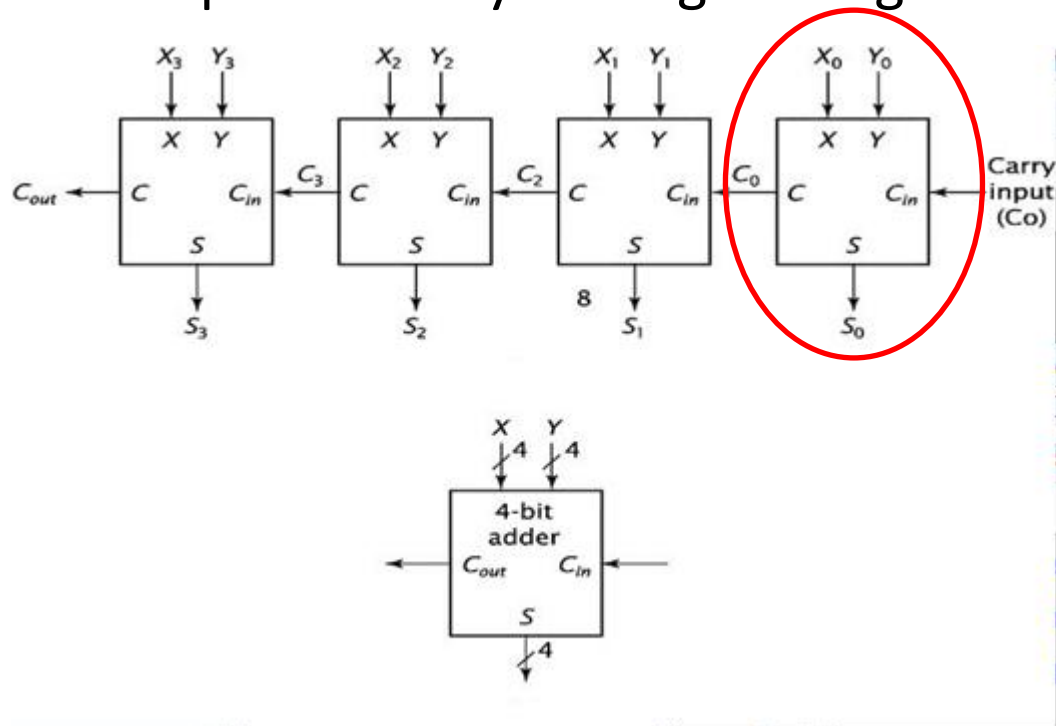 X₃ Y₃ X₂ Y₂ X₁ Y₁ X₀ Y₀
X Y X Y X Y X Y
Cout C Cin C₃ C Cin C₂ C Cin C₀ C Cin Carry
input
(Co)
S S S S
8
S₃ S₂ S₁ S₀
X Y
4 4
4-bit
adder
Cout Cin
S
4